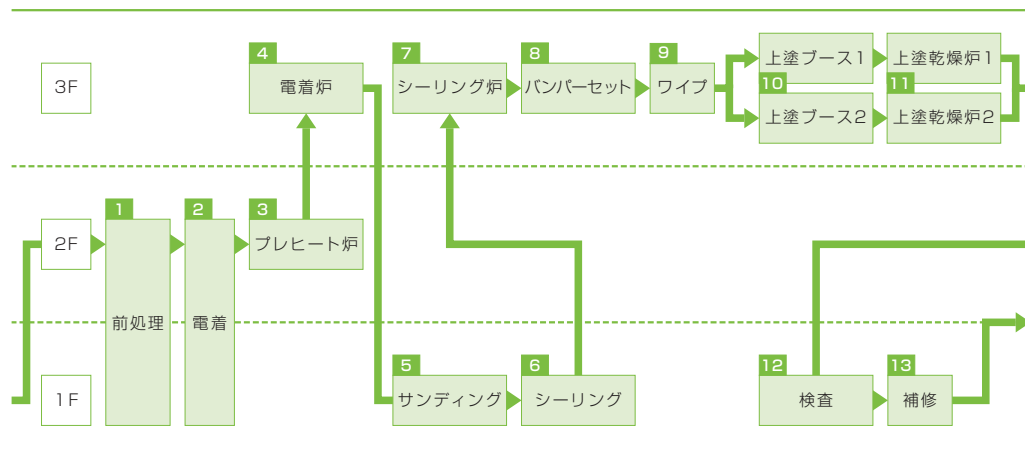 3F
4
電着炉
7
シーリング炉
8
バンパーセット
9
ワイプ
上塗ブース1
上塗乾燥炉1
10
11
上塗ブース2
上塗乾燥炉2
2F
1
前処理
2
電着
3
プレヒート炉
1F
5
サンディング
6
シーリング
12
検査
13
補修